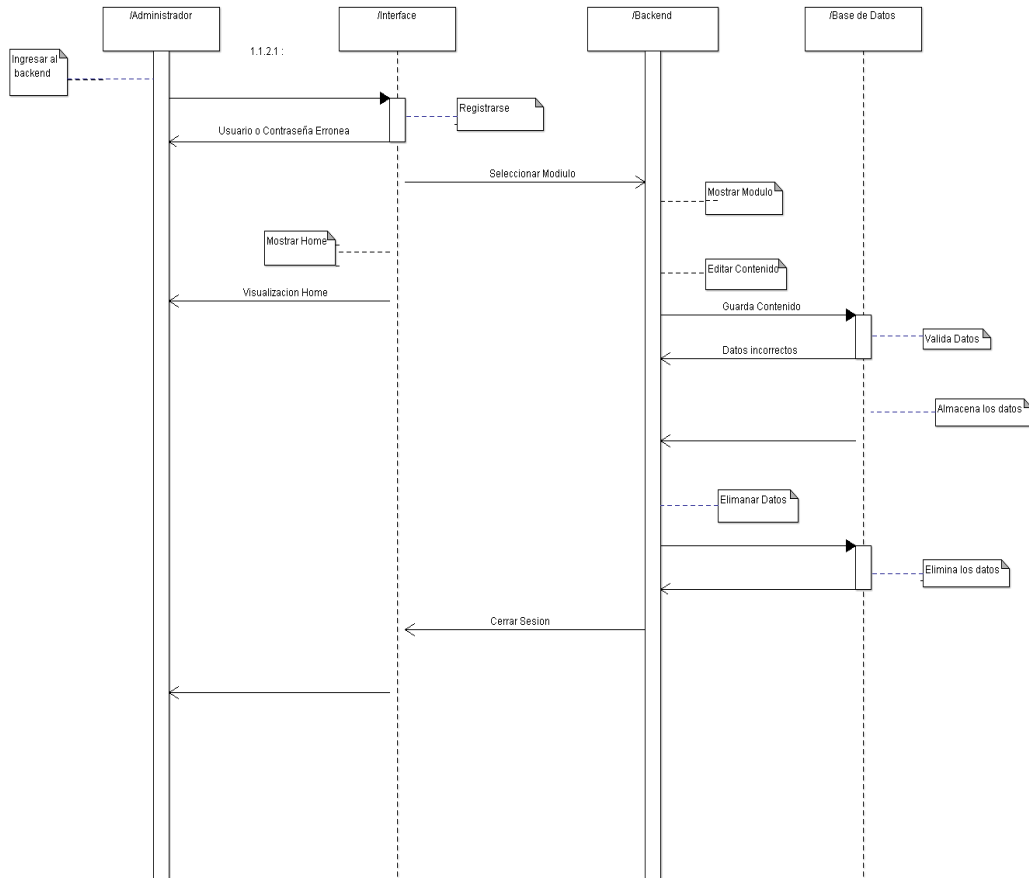 /Administrador
/Interface
/Backend
/Base de Datos
1.1.2.1 :
Ingresar al
backend
Registrarse
Usuario o Contraseña Erronea
Seleccionar Modiulo
Mostrar Modulo
Mostrar Home
Editar Contenido
Visualizacion Home
Guarda Contenido
Valida Datos
Datos incorrectos
Almacena los datos
Elimanar Datos
Elimina los datos
Cerrar Sesion